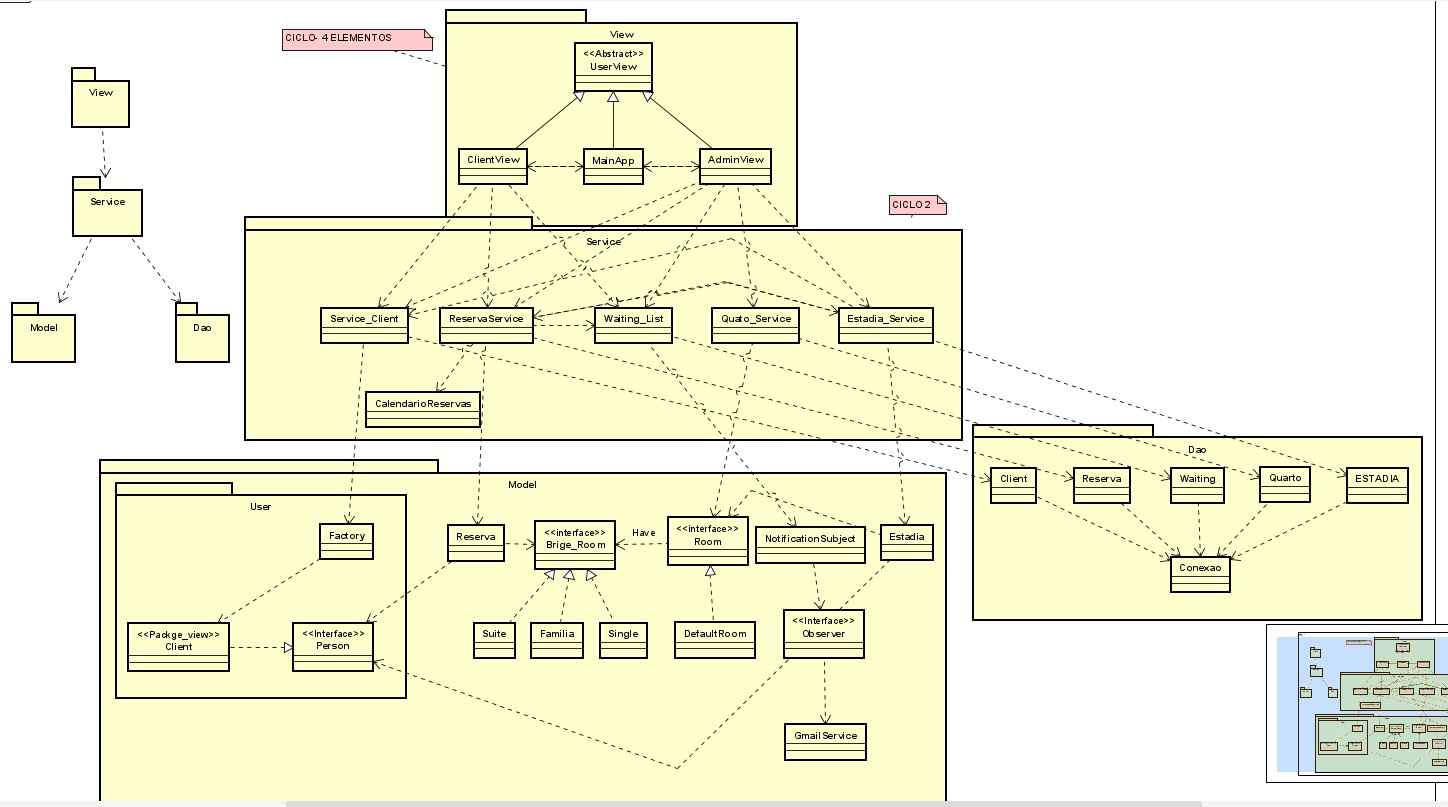 CICLO- 4 ELEMENTOS
View
<<Abstract>>
UserView
View
ClientView
MainApp
AdminView
Service
CICLO 2
Service
Model
Dao
Service_Client
ReservaService
Waiting_List
Quato_Service
Estadia_Service
CalendarioReservas
Dao
Client
Reserva
Waiting
Quarto
ESTADIA
Conexao
Model
User
Factory
Reserva
<<interface>>
Brige_Room
Have
<<interface>>
Room
NotificationSubject
Estadia
<<Packge_view>>
Client
<<Interface>>
Person
Suite
Familia
Single
DefaultRoom
<<Interface>>
Observer
GmailService